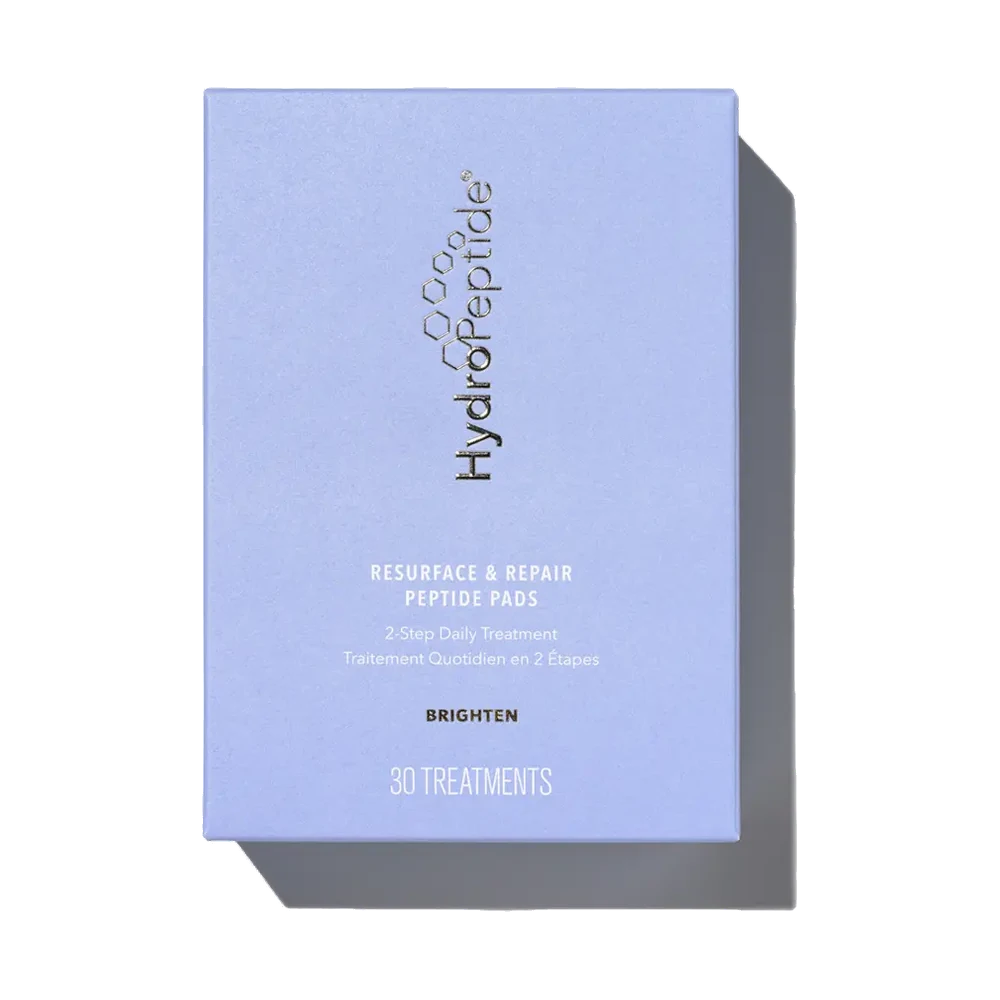 HydroPeptide®
RESURFACE & REPAIR
PEPTIDE PADS
2-Step Daily Treatment
Traitement Quotidien en 2 Étapes
BRIGHTEN
30 TREATMENTS